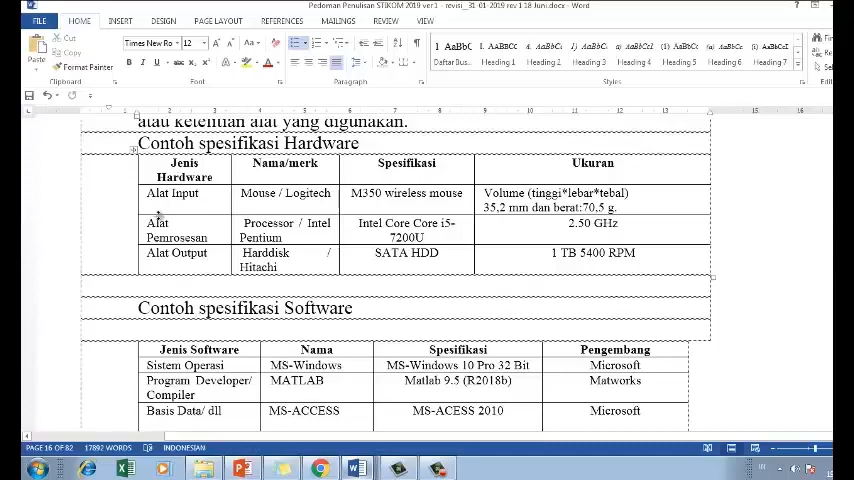 Pedoman Penulisan STIKOM 2019 ver 1 - revisi_31-01-2019 rev 1 18 Juni.docx - Word
FILE HOME INSERT DESIGN PAGE LAYOUT REFERENCES MAILINGS REVIEW VIEW
Cut
Copy
Format Painter
Paste
Times New Ro 12
Clipboard Font Paragraph Styles
1 AaBbC I. AaBbC
Daftar Bus... Heading 1 Heading 2 Heading 3 Heading 4 Heading 5 Heading 6 Heading 7
atau ketentian alat yang digunakan.
Contoh spesifikasi Hardware
Jenis Hardware Nama/merk Spesifikasi Ukuran
Alat Input Mouse / Logitech M350 wireless mouse Volume (tinggi*lebar*tebal)
35,2 mm dan berat:70,5 g.
Alat Processor / Intel Intel Core Core i5- 2.50 GHz
Pemrosesan Pentium 7200U
Alat Output Harddisk / SATA HDD 1 TB 5400 RPM
Hitachi
Contoh spesifikasi Software
Jenis Software Nama Spesifikasi Pengembang
Sistem Operasi MS-Windows MS-Windows 10 Pro 32 Bit Microsoft
Program Developer/ MATLAB Matlab 9.5 (R2018b) Matworks
Compiler
Basis Data/ dll MS-ACCESS MS-ACESS 2010 Microsoft
PAGE 16 OF 82 17892 WORDS INDONESIAN